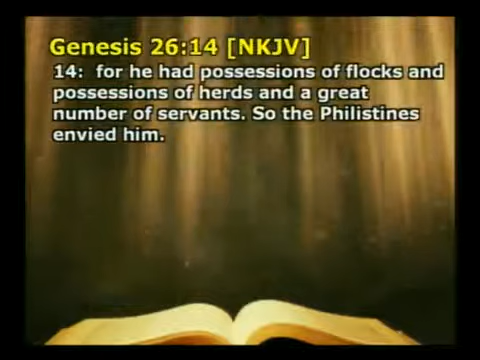 Genesis 26:14 [NKJV]
14:  for he had possessions of flocks and
possessions of herds and a great
number of servants. So the Philistines
envied him.